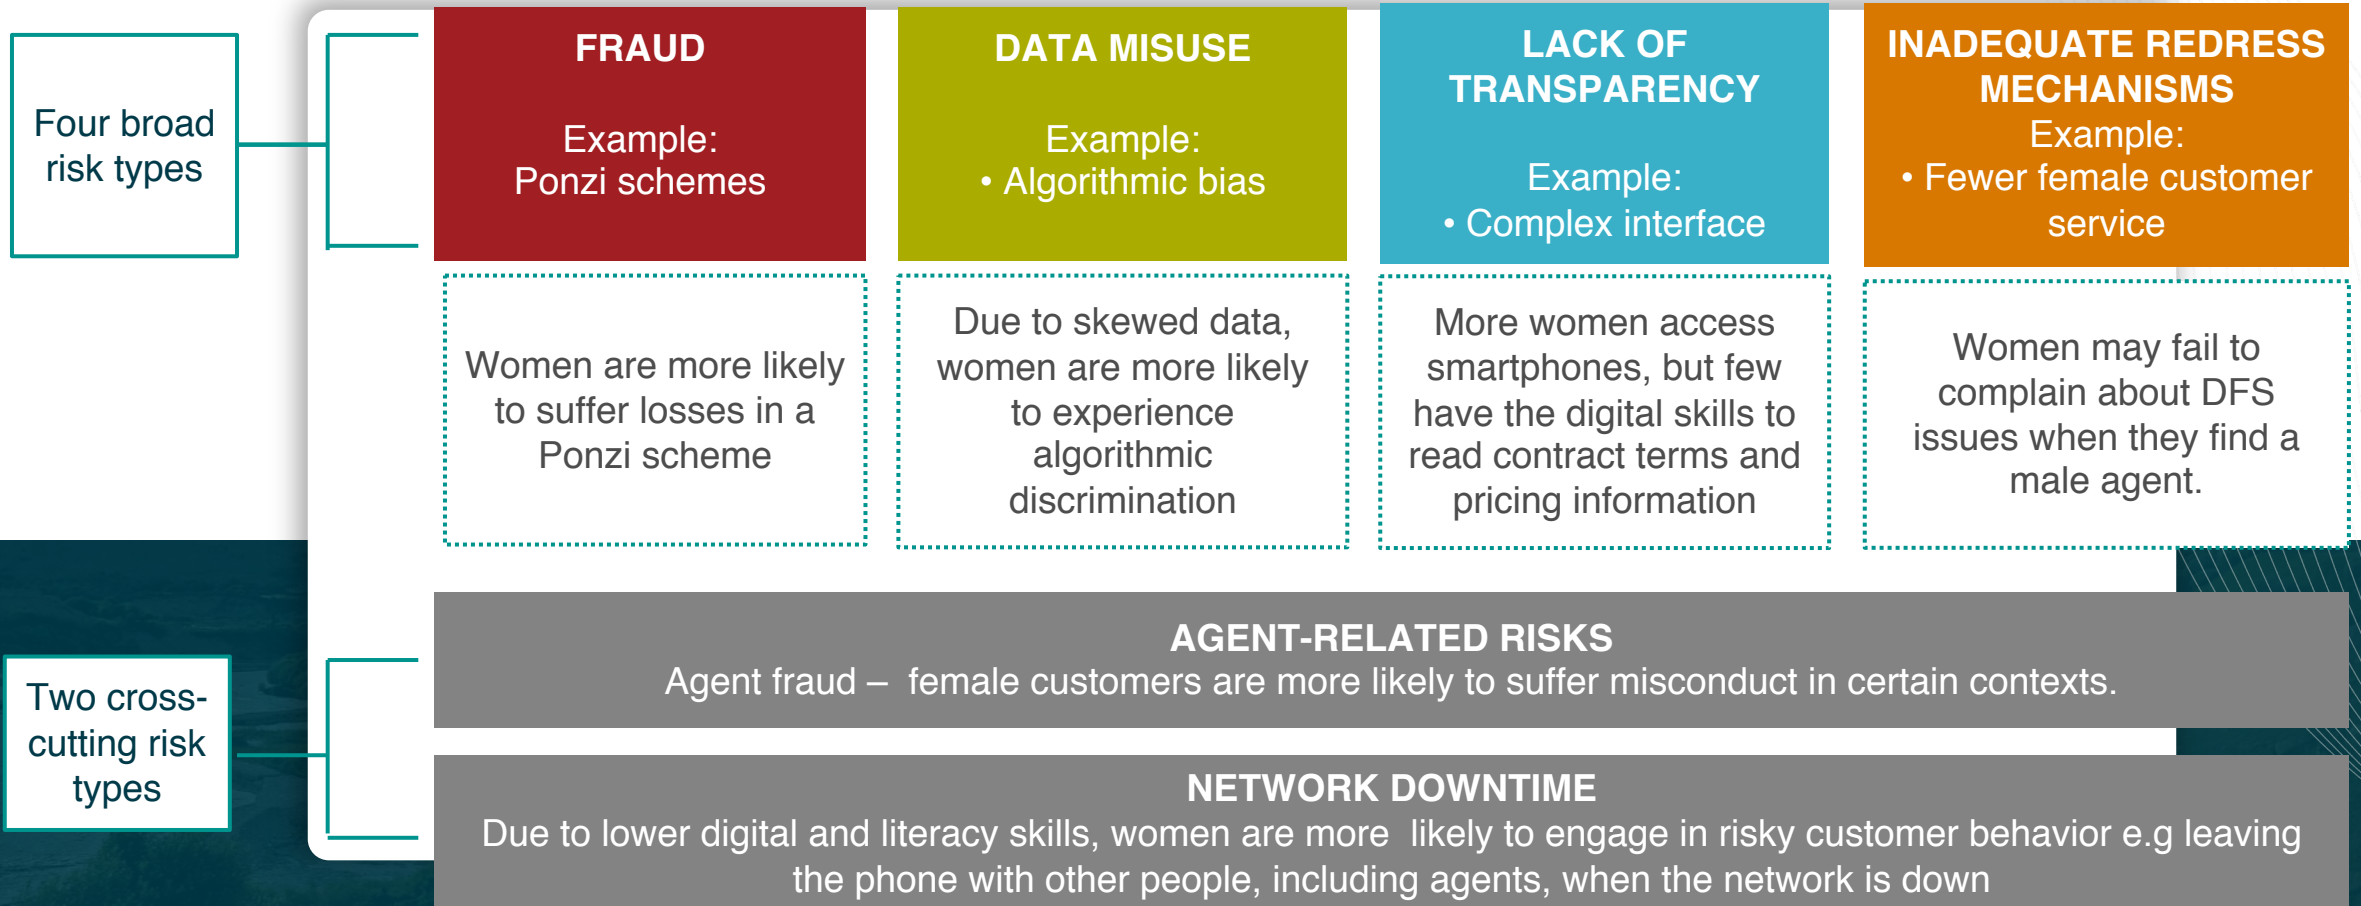 Four broad
risk types
FRAUD
Example:
Ponzi schemes
DATA MISUSE
Example:
• Algorithmic bias
LACK OF
TRANSPARENCY
Example:
• Complex interface
INADEQUATE REDRESS
MECHANISMS
Example:
• Fewer female customer
service
Women are more likely
to suffer losses in a
Ponzi scheme
Due to skewed data,
women are more likely
to experience
algorithmic
discrimination
More women access
smartphones, but few
have the digital skills to
read contract terms and
pricing information
Women may fail to
complain about DFS
issues when they find a
male agent.
Two cross-
cutting risk
types
AGENT-RELATED RISKS
Agent fraud – female customers are more likely to suffer misconduct in certain contexts.
NETWORK DOWNTIME
Due to lower digital and literacy skills, women are more likely to engage in risky customer behavior e.g leaving
the phone with other people, including agents, when the network is down